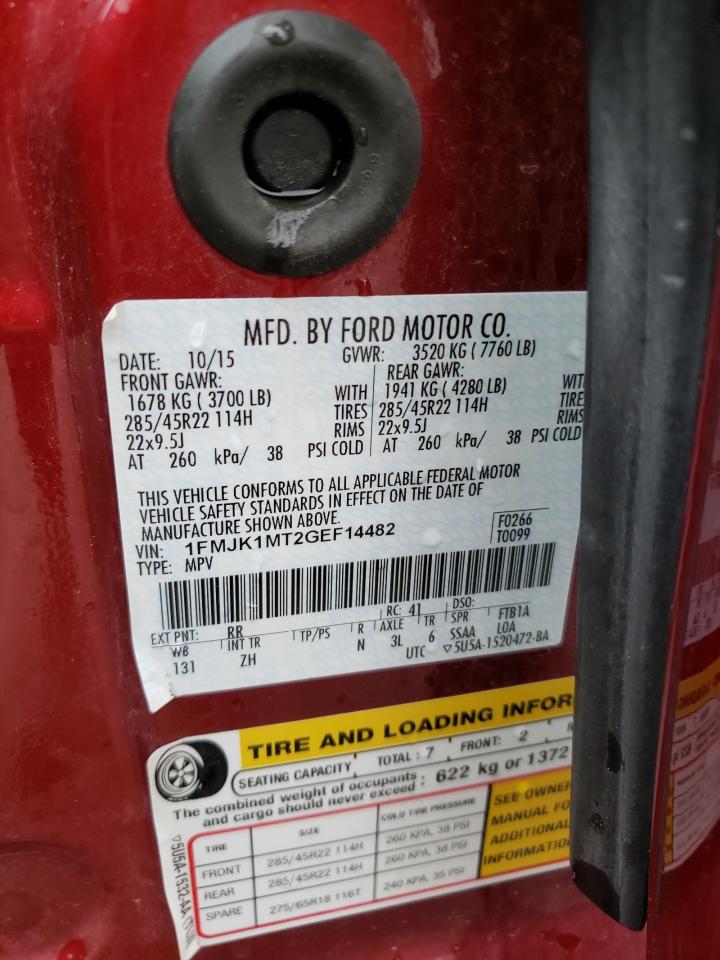 MFD. BY FORD MOTOR CO.
DATE: 10/15 GVWR: 3520 KG ( 7760 LB)
FRONT GAWR: REAR GAWR:
1678 KG ( 3700 LB) WITH 1941 KG ( 4280 LB) WIT
285/45R22 114H TIRES 285/45R22 114H TIRE
22x9.5J RIMS 22x9.5J RIMS
AT 260 kPa/ 38 PSI COLD AT 260 kPa/ 38 PSI COLD
THIS VEHICLE CONFORMS TO ALL APPLICABLE FEDERAL MOTOR
VEHICLE SAFETY STANDARDS IN EFFECT ON THE DATE OF
MANUFACTURE SHOWN ABOVE.
VIN: 1FMJK1MT2GEF14482 F0266
TYPE: MPV T0099
EXT PNT: RR RC: 41 DSO:
WB INT TR TP/PS R AXLE TR SPR FTB1A
131 ZH N 3L 6 SSAA LOA
UTC ▽5U5A-1520472-BA
TIRE AND LOADING INFOR
SEATING CAPACITY TOTAL : 7 FRONT: 2 R
The combined weight of occupants
and cargo should never exceed : 622 kg or 1372
TIRE SIZE COLD TIRE PRESSURE
FRONT 285/45R22 114H 260 KPA, 38 PSI
REAR 285/45R22 114H 260 KPA, 38 PSI
SPARE 275/65R18 116T 240 KPA, 35 PSI
SEE OWNER
MANUAL FO
ADDITIONAL
INFORMATIO